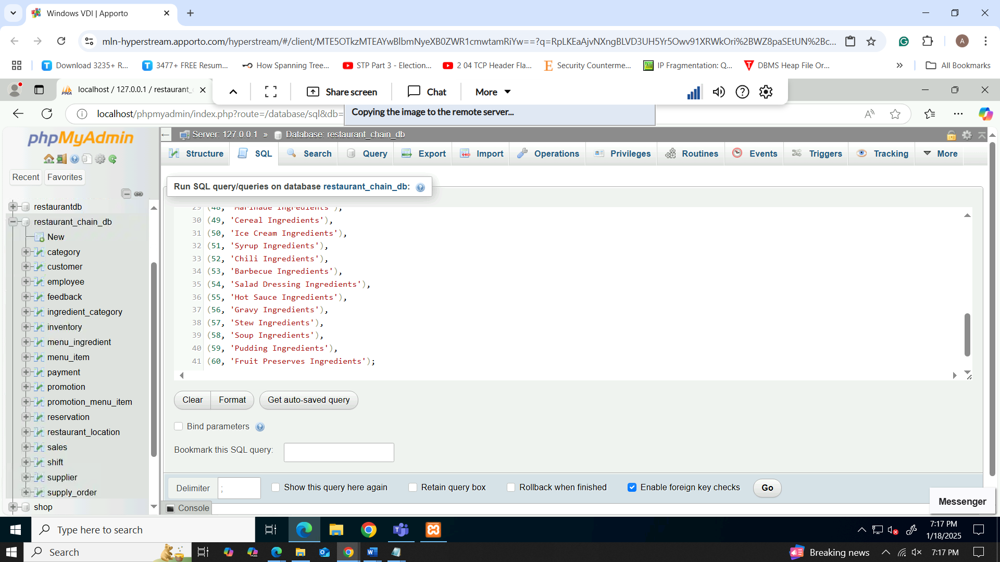 Windows VDI | Apporto
mln-hyperstream.apporto.com/hyperstream/#/client/MTE5OTkzMTEAYwBlbmNyeXB0ZWR1cmwtamRiYw==?q=RpLKEaAjvNXngBLVD3UH5Yr5Owv91XRWkOri%2BWZ8paSEtUN%2Bc...
A
Download 3235+ R...
3477+ FREE Resum...
How Spanning Tree...
STP Part 3 - Election...
2 04 TCP Header Fla...
Security Counterme...
IP Fragmentation: Q...
DBMS Heap File Or...
All Bookmarks
localhost / 127.0.0.1 / restaurant_
Share screen
Chat
More
localhost/phpmyadmin/index.php?route=/database/sql&db=
Copying the image to the remote server...
phpMyAdmin
Recent
Favorites
restaurantdb
restaurant_chain_db
New
category
customer
employee
feedback
ingredient_category
inventory
menu_ingredient
menu_item
payment
promotion
promotion_menu_item
reservation
restaurant_location
sales
shift
supplier
supply_order
shop
Server: 127.0.0.1 » Database: restaurant_chain_db
Structure
SQL
Search
Query
Export
Import
Operations
Privileges
Routines
Events
Triggers
Tracking
More
Run SQL query/queries on database restaurant_chain_db:
29 (48, 'Marinade Ingredients'),
30 (49, 'Cereal Ingredients'),
31 (50, 'Ice Cream Ingredients'),
32 (51, 'Syrup Ingredients'),
33 (52, 'Chili Ingredients'),
34 (53, 'Barbecue Ingredients'),
35 (54, 'Salad Dressing Ingredients'),
36 (55, 'Hot Sauce Ingredients'),
37 (56, 'Gravy Ingredients'),
38 (57, 'Stew Ingredients'),
39 (58, 'Soup Ingredients'),
40 (59, 'Pudding Ingredients'),
41 (60, 'Fruit Preserves Ingredients');
Clear
Format
Get auto-saved query
Bind parameters
Bookmark this SQL query:
Delimiter
;
Show this query here again
Retain query box
Rollback when finished
Enable foreign key checks
Go
Console
Messenger
Type here to search
7:17 PM
1/18/2025
Search
Breaking news
7:17 PM